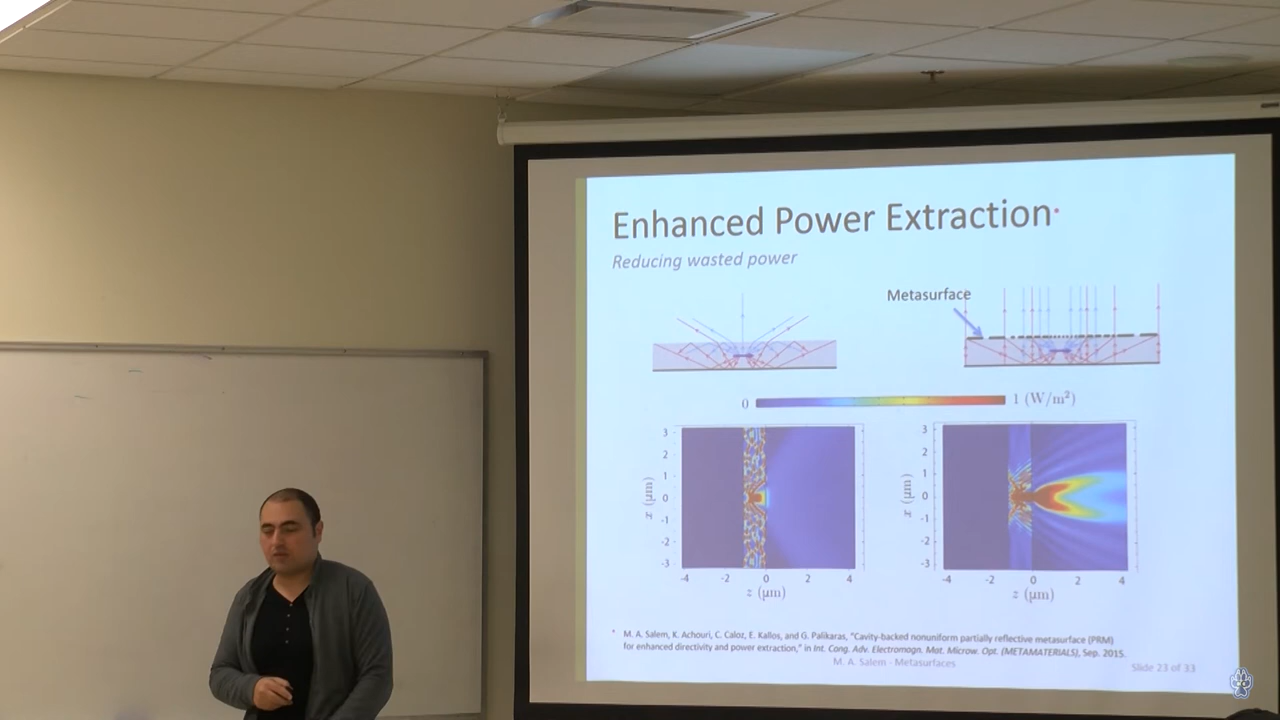 Enhanced Power Extraction*
Reducing wasted power
Metasurface
0 1 (W/m²)
3
2
1
0
-1
-2
-3
x (μm)
-4 -2 0 2 4
z (μm)
3
2
1
0
-1
-2
-3
x (μm)
-4 -2 0 2 4
z (μm)
* M. A. Salem, K. Achouri, C. Caloz, E. Kallos, and G. Palikaras, "Cavity-backed nonuniform partially reflective metasurface (PRM)
for enhanced directivity and power extraction," in Int. Cong. Adv. Electromagn. Mat. Microw. Opt. (METAMATERIALS), Sep. 2015.
M. A. Salem - Metasurfaces
Slide 23 of 33